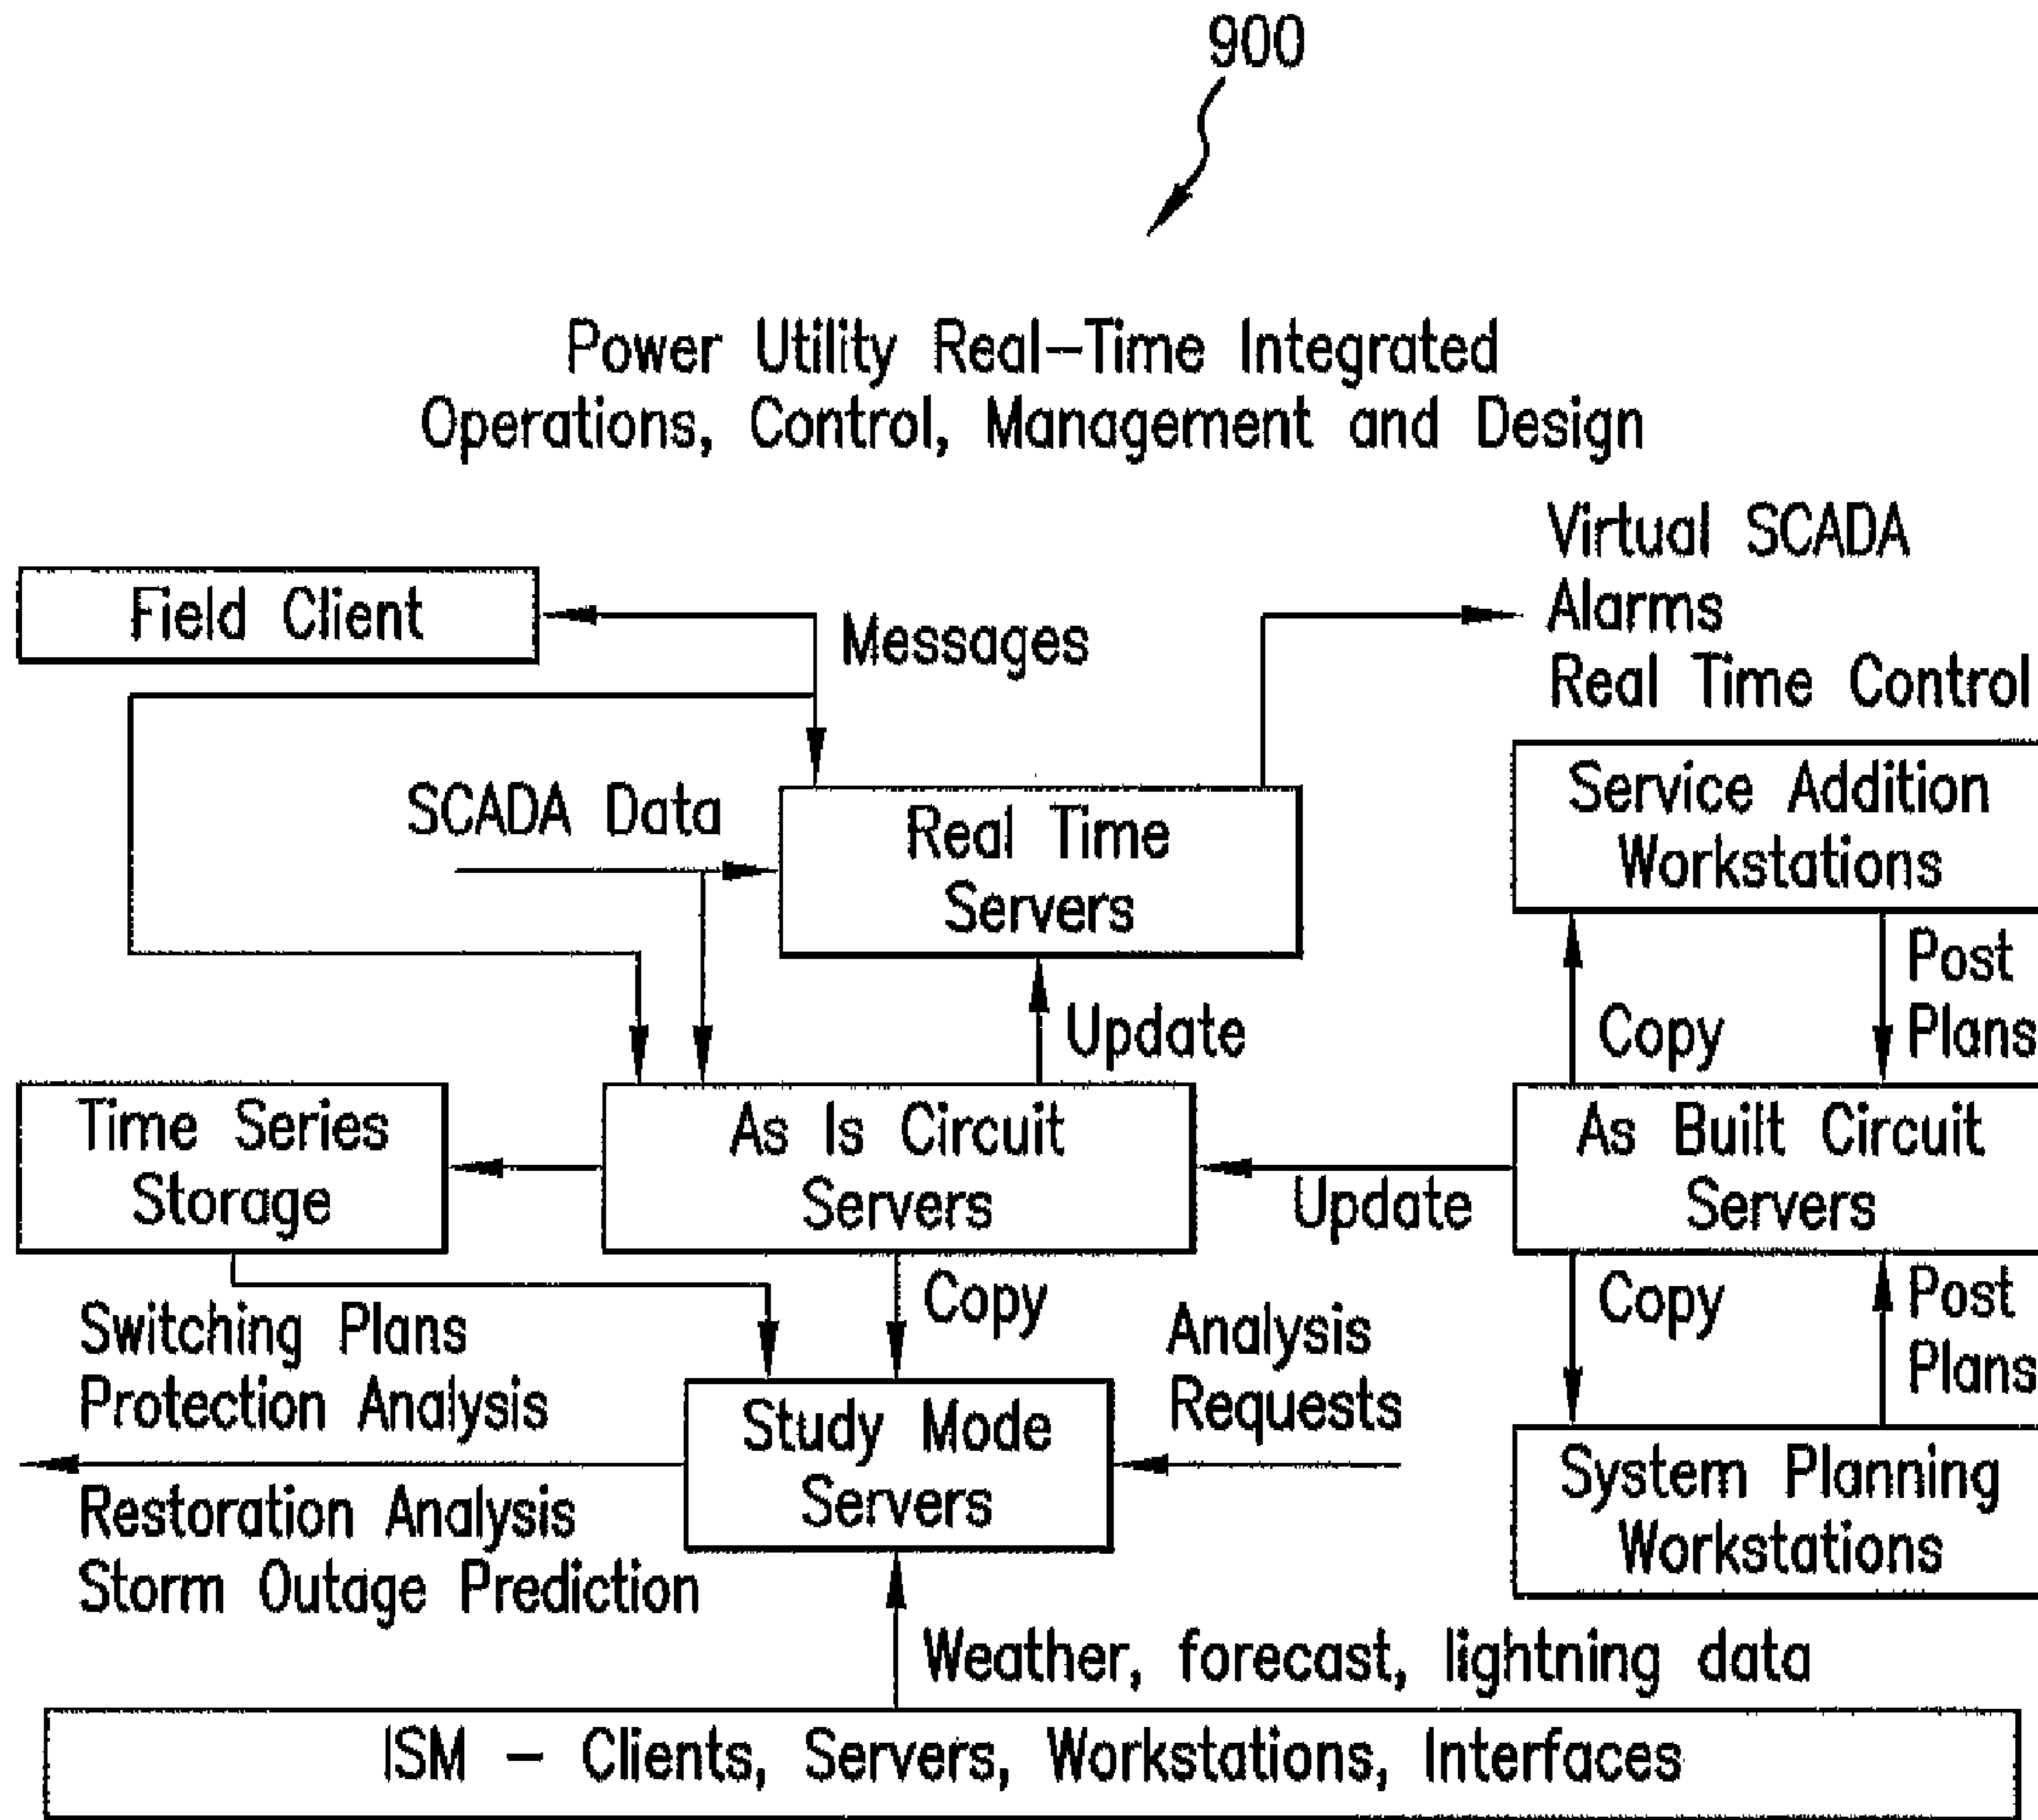 900
Power Utility Real-Time Integrated
Operations, Control, Management and Design
Virtual SCADA
Alarms
Real Time Control
Field Client
Messages
SCADA Data
Real Time
Servers
Service Addition
Workstations
Update
Copy
Post
Plans
Time Series
Storage
As Is Circuit
Servers
Update
As Built Circuit
Servers
Switching Plans
Protection Analysis
Restoration Analysis
Storm Outage Prediction
Copy
Study Mode
Servers
Analysis
Requests
Copy
Post
Plans
System Planning
Workstations
Weather, forecast, lightning data
ISM - Clients, Servers, Workstations, Interfaces